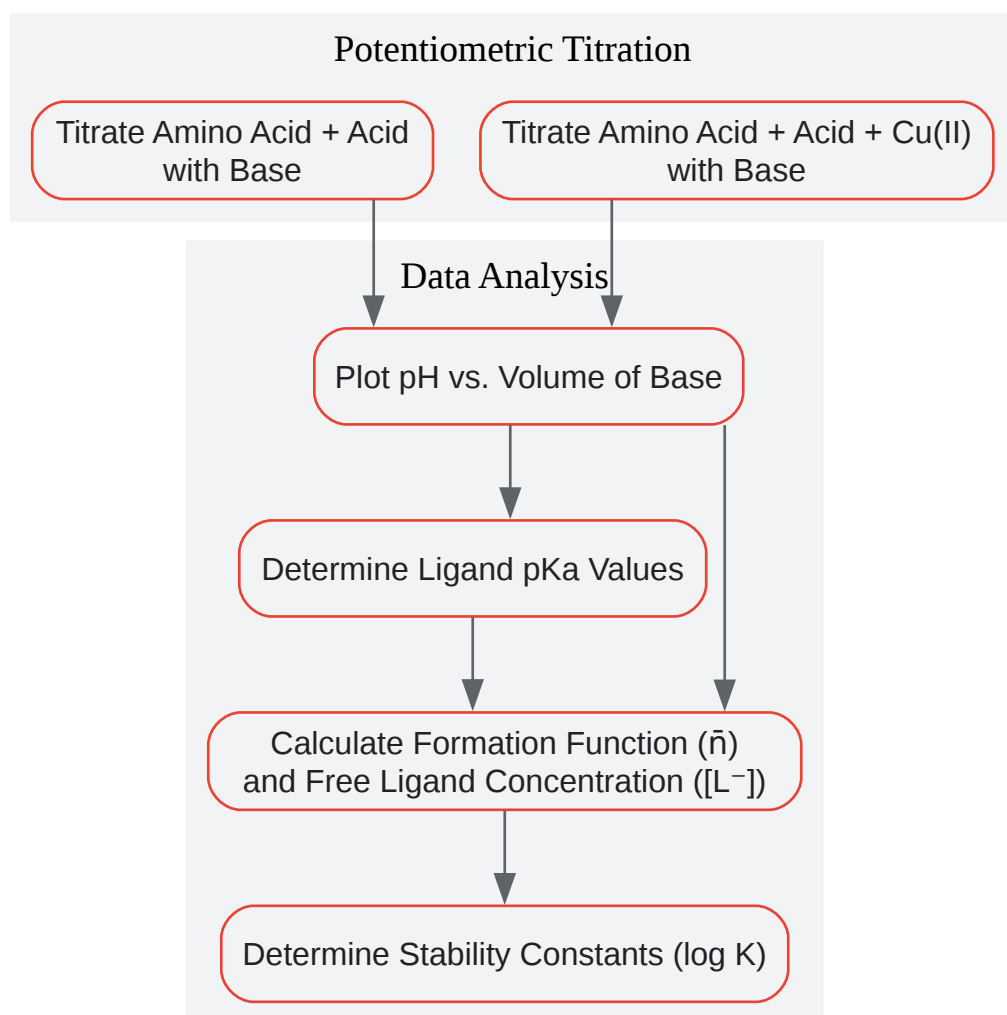 Potentiometric Titration
Titrate Amino Acid + Acid
with Base
Titrate Amino Acid + Acid + Cu(II)
with Base
Data Analysis
Plot pH vs. Volume of Base
Determine Ligand pKa Values
Calculate Formation Function (n̄)
and Free Ligand Concentration ([L⁻])
Determine Stability Constants (log K)